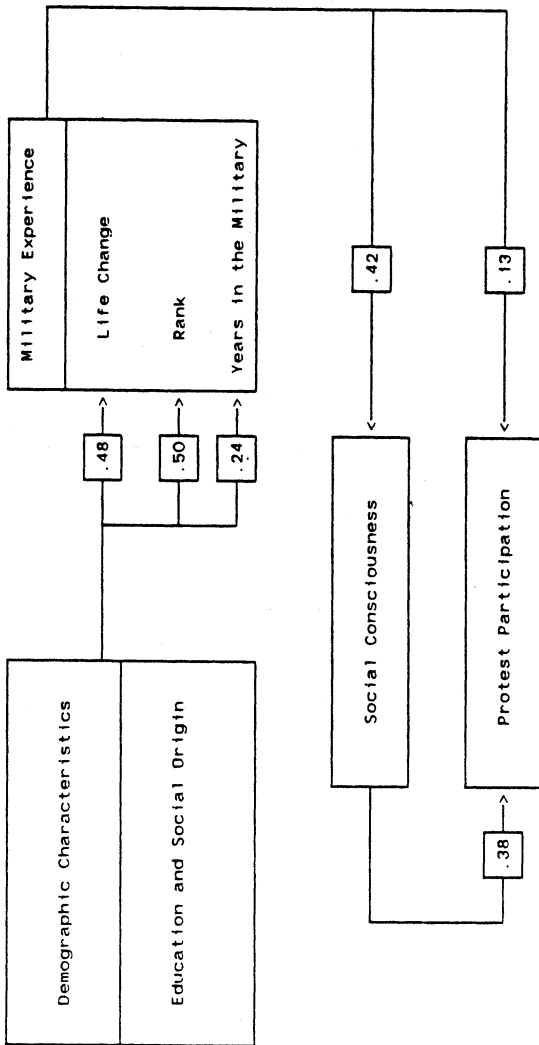 Demographic Characteristics
Education and Social Origin
.48
.50
.24
Military Experience
Life Change
Rank
Years in the Military
Social Consciousness
.42
Protest Participation
.13
.38